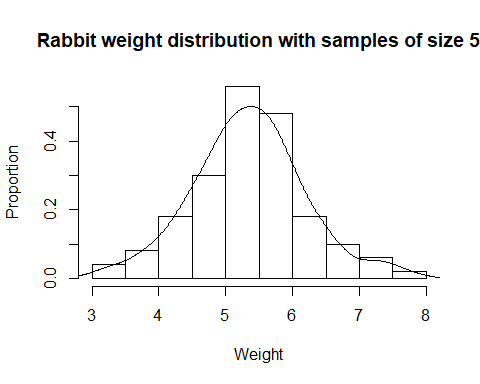 Rabbit weight distribution with samples of size 5
Proportion
0.4
0.2
0.0
3 4 5 6 7 8
Weight